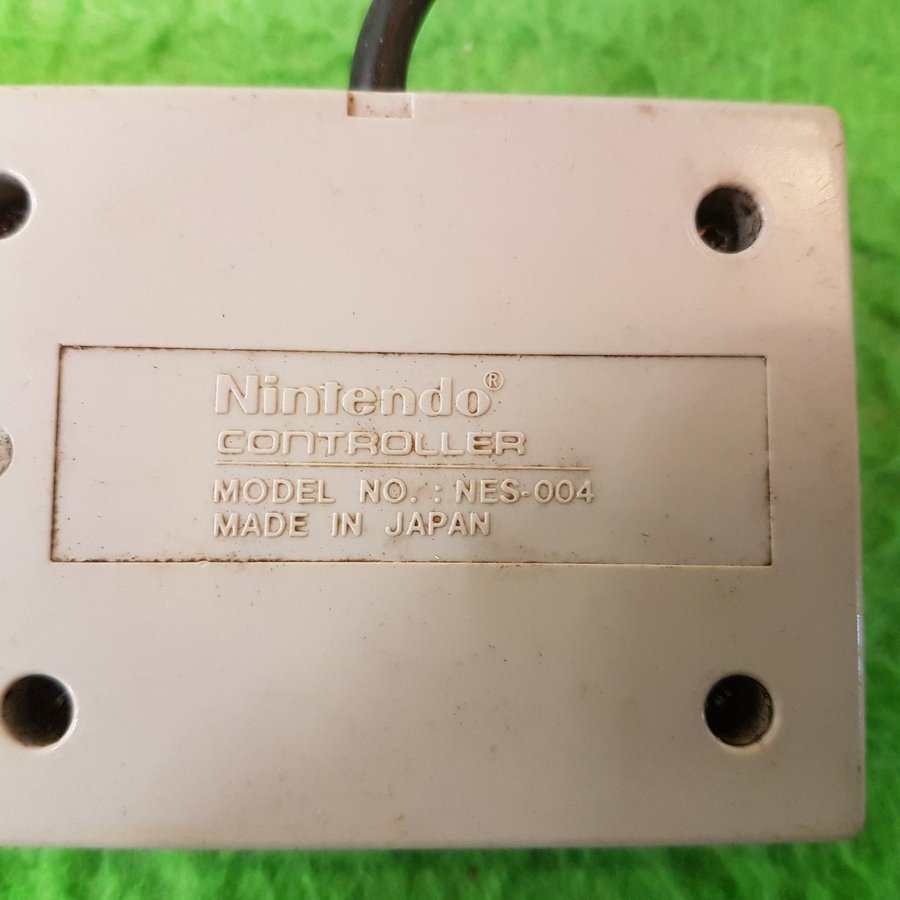 Nintendo®
CONTROLLER
MODEL NO. : NES-004
MADE IN JAPAN